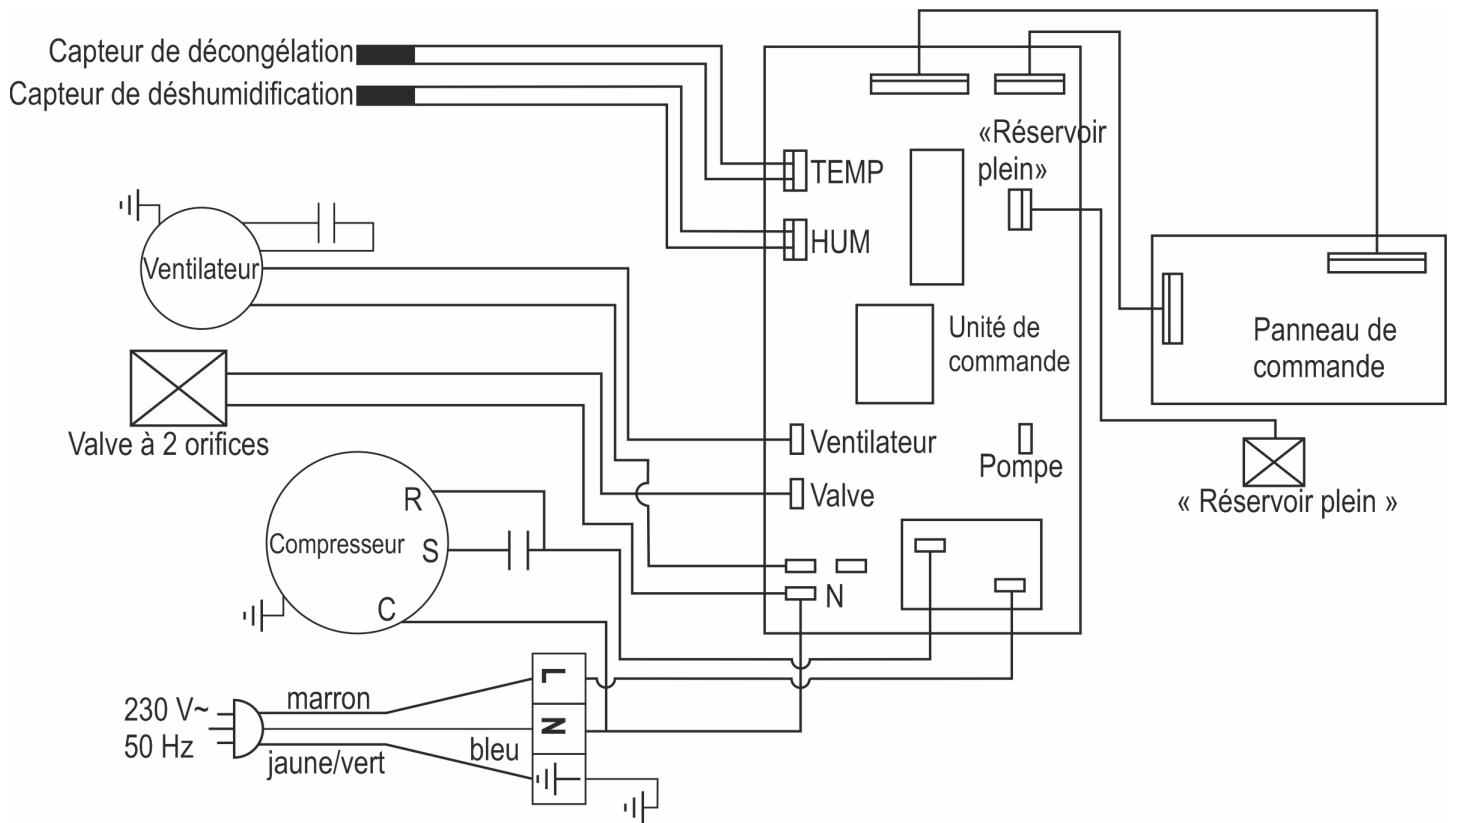 Capteur de décongélation
Capteur de déshumidification
«Réservoir
plein»
TEMP
HUM
Ventilateur
Unité de
commande
Panneau de
commande
Valve à 2 orifices
Ventilateur
Pompe
« Réservoir plein »
Valve
R
Compresseur
S
C
N
L
marron
230 V~
50 Hz
N
bleu
jaune/vert